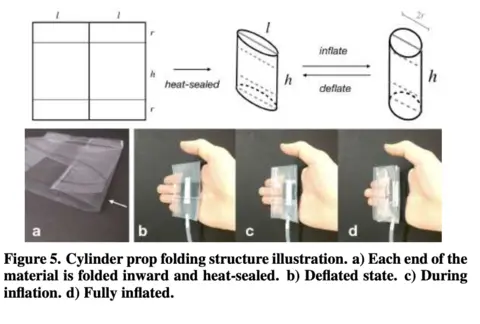 l l
r
l
2r
inflate
h
h
h
heat-sealed
deflate
r
a b c d
Figure 5. Cylinder prop folding structure illustration. a) Each end of the
material is folded inward and heat-sealed. b) Deflated state. c) During
inflation. d) Fully inflated.